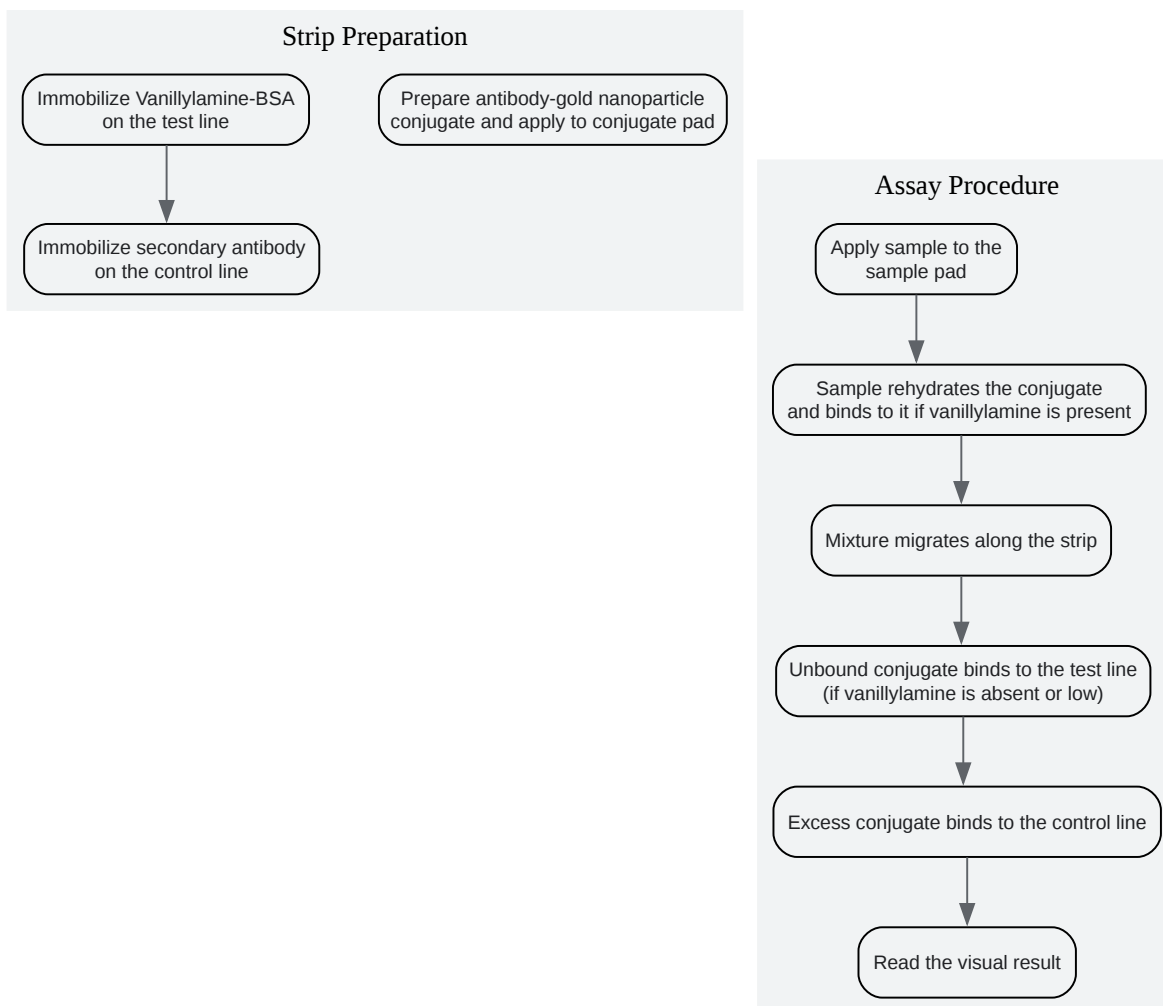 Strip Preparation
Immobilize Vanillylamine-BSA
on the test line
Prepare antibody-gold nanoparticle
conjugate and apply to conjugate pad
Immobilize secondary antibody
on the control line
Assay Procedure
Apply sample to the
sample pad
Sample rehydrates the conjugate
and binds to it if vanillylamine is present
Mixture migrates along the strip
Unbound conjugate binds to the test line
(if vanillylamine is absent or low)
Excess conjugate binds to the control line
Read the visual result